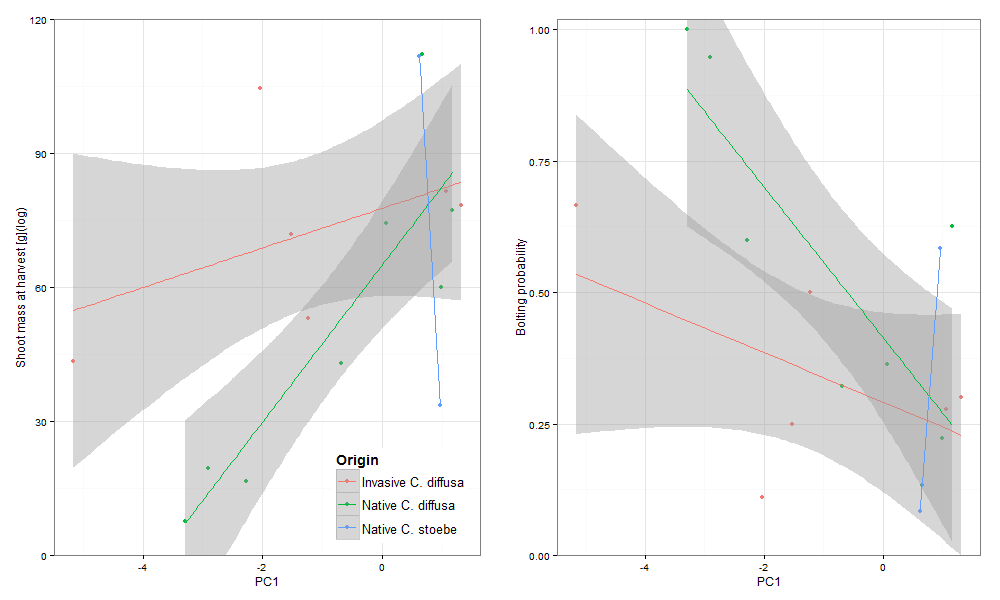 120
90
60
30
0
Shoot mass at harvest [g](log)
-4
-2
0
PC1
Origin
Invasive C. diffusa
Native C. diffusa
Native C. stoebe
1.00
0.75
0.50
0.25
0.00
Bolting probability
-4
-2
0
PC1